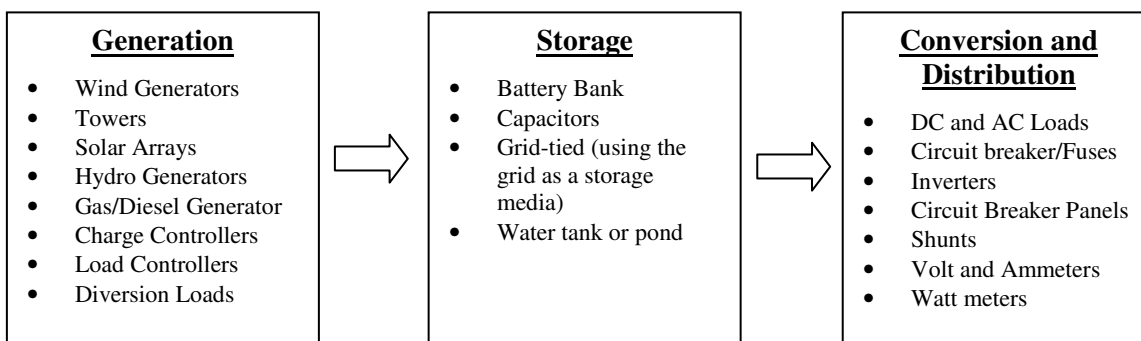 Generation
• Wind Generators
• Towers
• Solar Arrays
• Hydro Generators
• Gas/Diesel Generator
• Charge Controllers
• Load Controllers
• Diversion Loads
Storage
• Battery Bank
• Capacitors
• Grid-tied (using the
grid as a storage
media)
• Water tank or pond
Conversion and
Distribution
• DC and AC Loads
• Circuit breaker/Fuses
• Inverters
• Circuit Breaker Panels
• Shunts
• Volt and Ammeters
• Watt meters